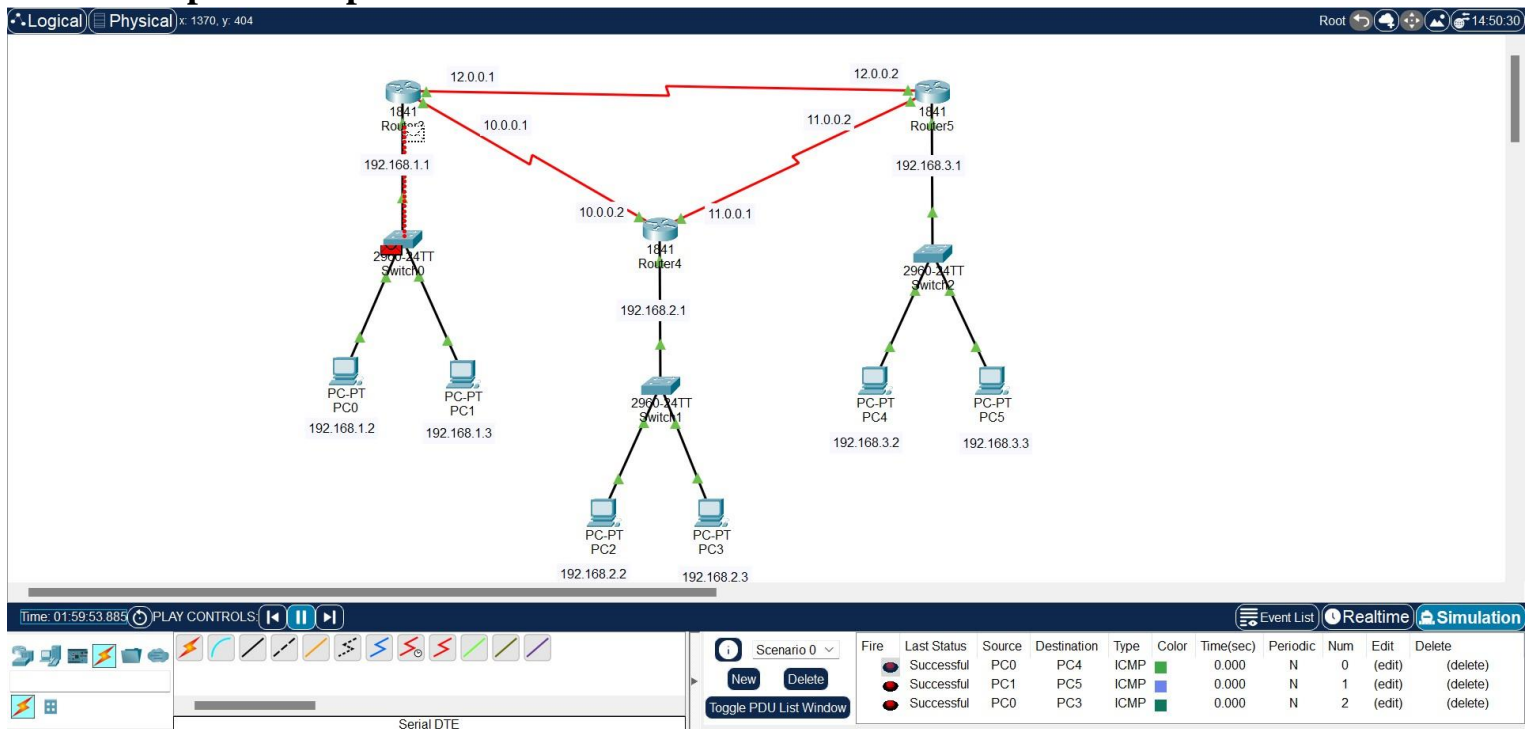 Logical Physical x: 1370, y: 404 Root 14:50:30
12.0.0.1 12.0.0.2
1841 1841
Router5
10.0.0.1 11.0.0.2
192.168.1.1 192.168.3.1
10.0.0.2 11.0.0.1
1841
Router4
2960-24TT
Switch0
2960-24TT
Switch2
192.168.2.1
PC-PT
PC0
192.168.1.2
PC-PT
PC1
192.168.1.3
2960-24TT
Switch1
PC-PT
PC4
192.168.3.2
PC-PT
PC5
192.168.3.3
PC-PT
PC2
192.168.2.2
PC-PT
PC3
192.168.2.3
Time: 01:59:53.885 PLAY CONTROLS: Event List Realtime Simulation
Scenario 0
New Delete
Toggle PDU List Window
Serial DTE
Fire Last Status Source Destination Type Color Time(sec) Periodic Num Edit Delete
Successful PC0 PC4 ICMP 0.000 N 0 (edit) (delete)
Successful PC1 PC5 ICMP 0.000 N 1 (edit) (delete)
Successful PC0 PC3 ICMP 0.000 N 2 (edit) (delete)